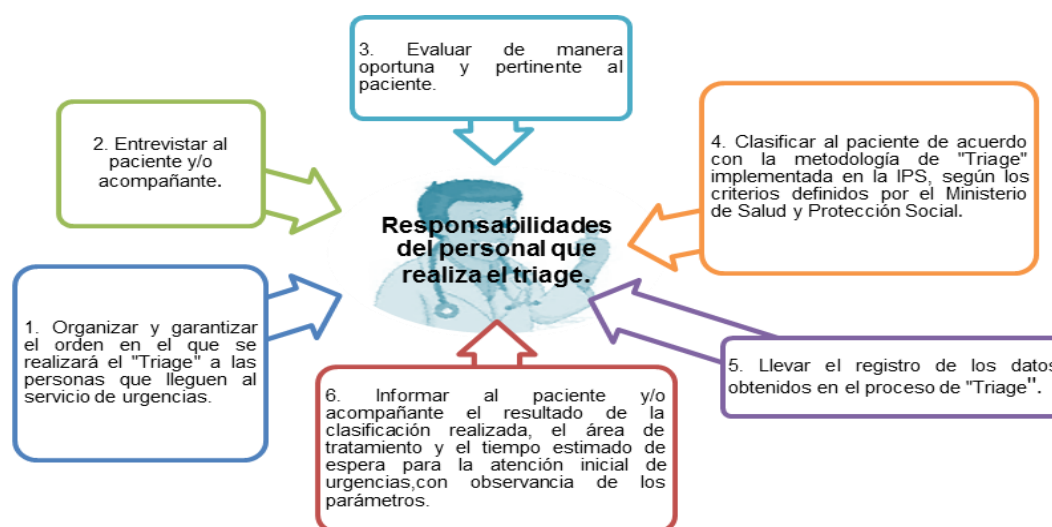 3. Evaluar de manera
oportuna y pertinente al
paciente.
2. Entrevistar al
paciente y/o
acompañante.
4. Clasificar al paciente de acuerdo
con la metodología de "Triage"
implementada en la IPS, según los
criterios definidos por el Ministerio
de Salud y Protección Social.
Responsabilidades
del personal que
realiza el triage.
1. Organizar y garantizar
el orden en el que se
realizará el "Triage" a las
personas que lleguen al
servicio de urgencias.
5. Llevar el registro de los datos
obtenidos en el proceso de "Triage".
6. Informar al paciente y/o
acompañante el resultado de la
clasificación realizada, el área de
tratamiento y el tiempo estimado de
espera para la atención inicial de
urgencias,con observancia de los
parámetros.